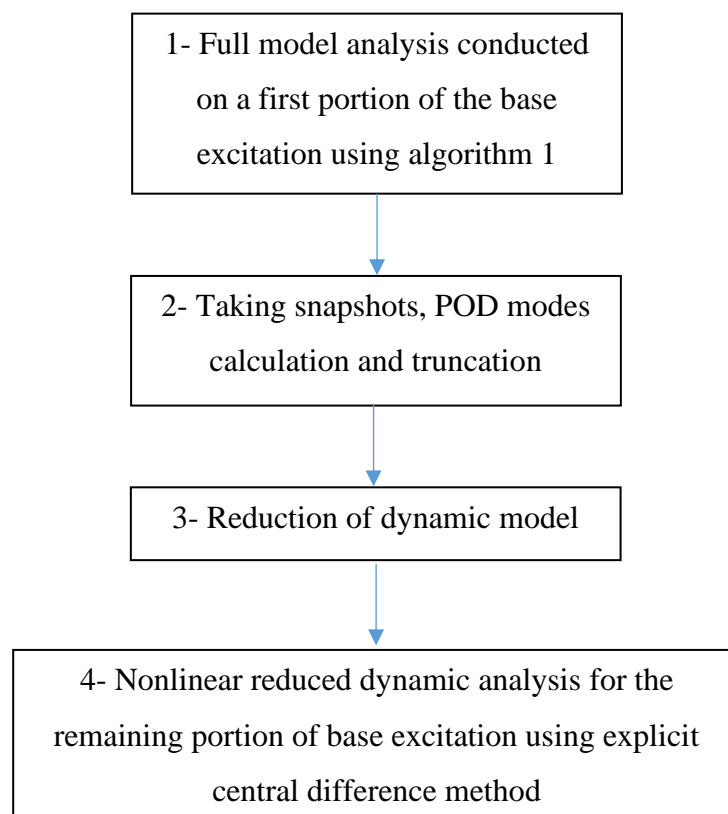 1- Full model analysis conducted
on a first portion of the base
excitation using algorithm 1
2- Taking snapshots, POD modes
calculation and truncation
3- Reduction of dynamic model
4- Nonlinear reduced dynamic analysis for the
remaining portion of base excitation using explicit
central difference method